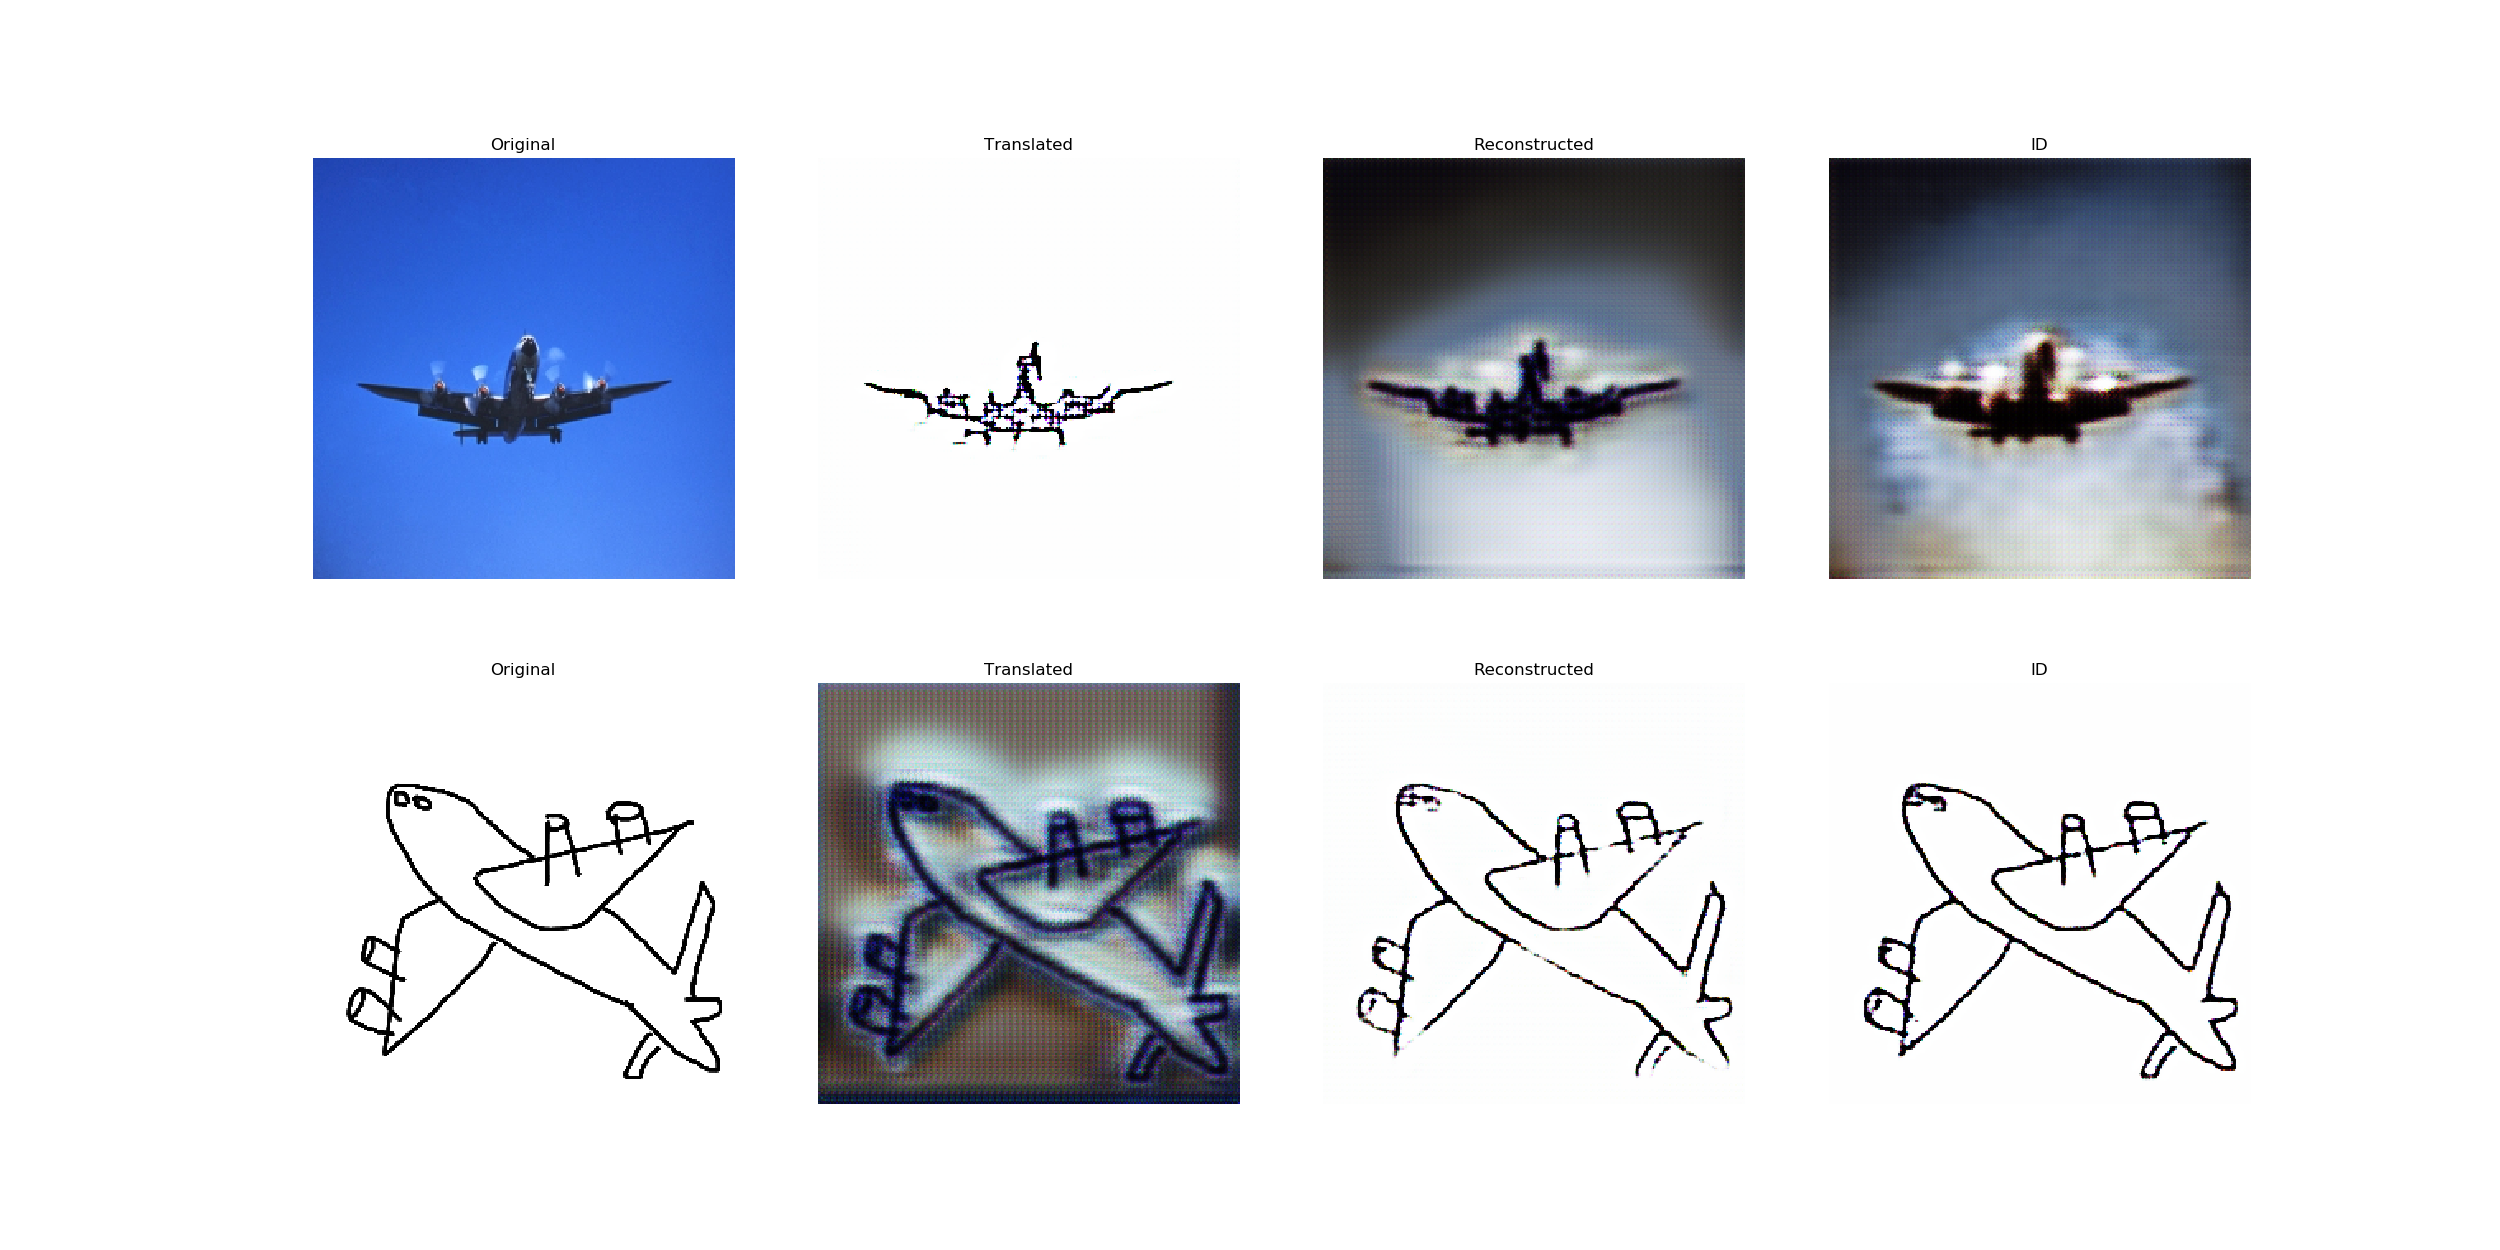 Original
Translated
Reconstructed
ID
Original
Translated
Reconstructed
ID